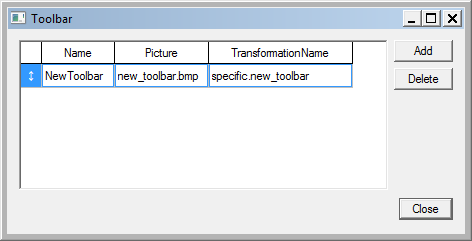 Toolbar
Name Picture TransformationName
NewToolbar new_toolbar.bmp specific.new_toolbar
Add
Delete
Close